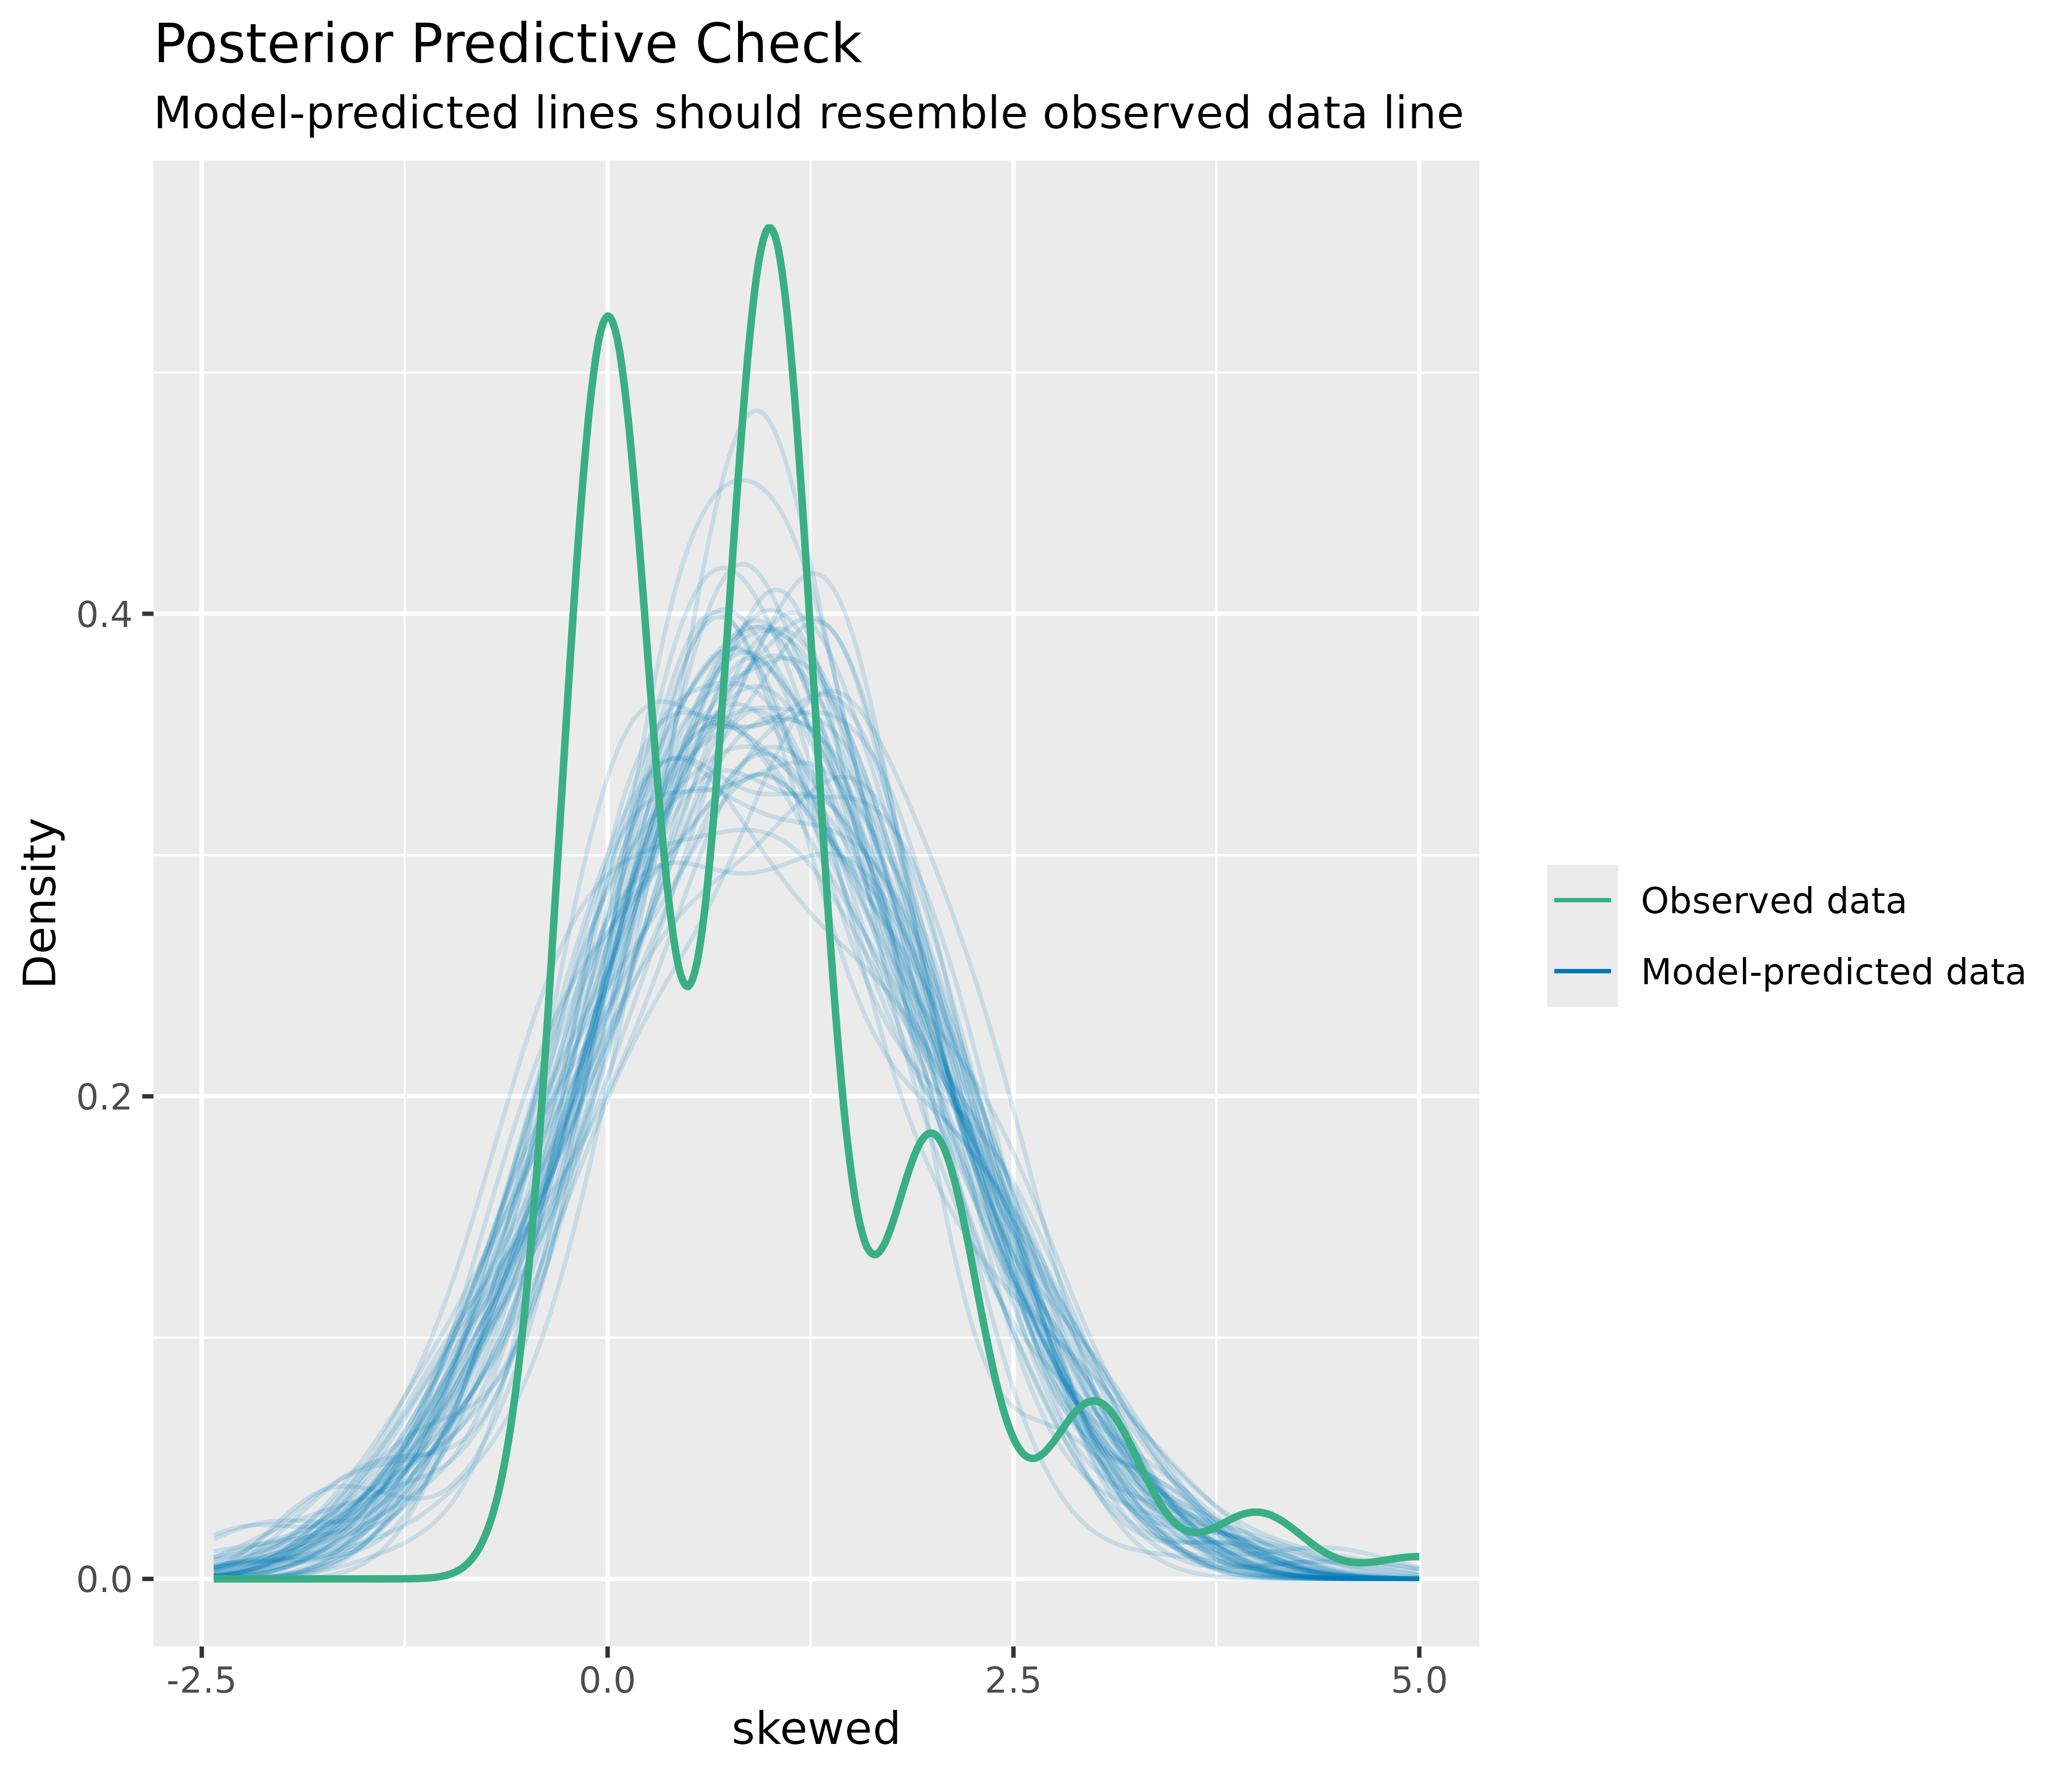 Posterior Predictive Check
Model-predicted lines should resemble observed data line
Density
0.4
0.2
0.0
-2.5
0.0
2.5
5.0
skewed
Observed data
Model-predicted data